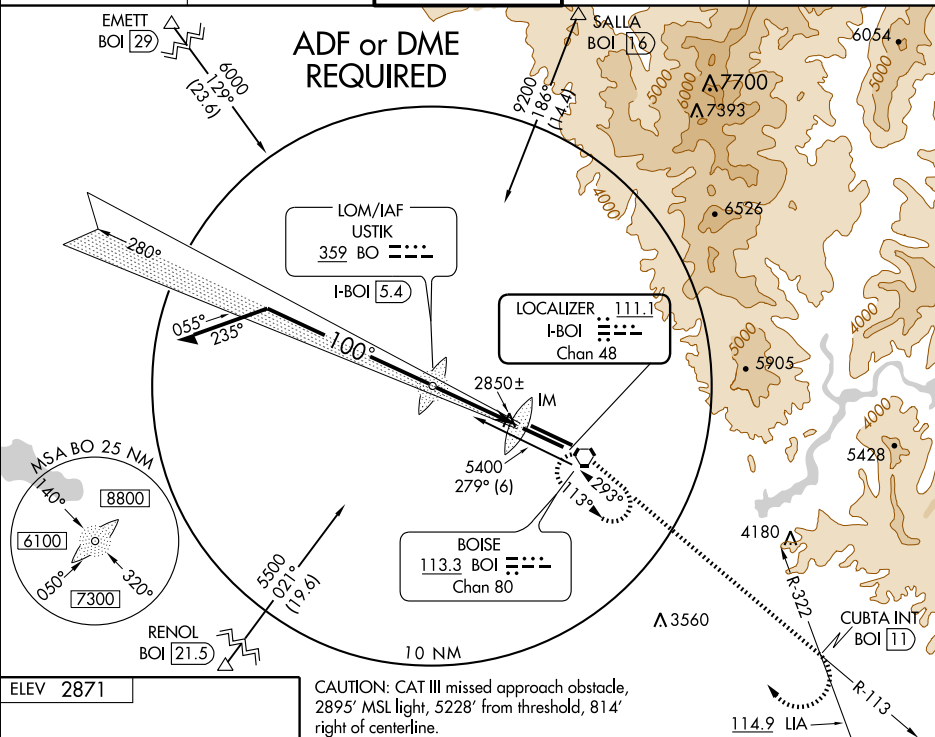 EMETT
BOI 29
6000
129°
(23.6)
ADF or DME
REQUIRED
SALLA
BOI 16
9200
186°
(14.4)
6054
5000
5000
6000
7700
7393
4000
6526
LOM/IAF
USTIK
359 BO
I-BOI 5.4
280°
055°
235°
100°
LOCALIZER 111.1
I-BOI
Chan 48
2850±
IM
5000
5905
4000
4000
5428
5400
279° (6)
113°
293°
MSA BO 25 NM
140°
8800
6100
050°
320°
7300
BOISE
113.3 BOI
Chan 80
4180
R-322
3560
CUBTA INT
BOI 11
5500
021°
(19.6)
RENOL
BOI 21.5
10 NM
R-113
114.9 LIA
ELEV 2871
CAUTION: CAT III missed approach obstacle,
2895' MSL light, 5228' from threshold, 814'
right of centerline.